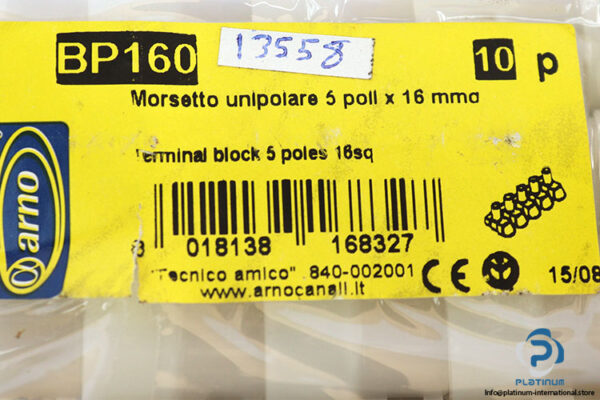 BP160
13558
10 p
Morsetto unipolare 5 poli x 16 mmq
Terminal block 5 poles 16sq
arno
8 018138 168327
"Tecnico amico" 840-002001
www.arnocanali.it
CE
15/08
PLATINUM
Info@platinum-international.store